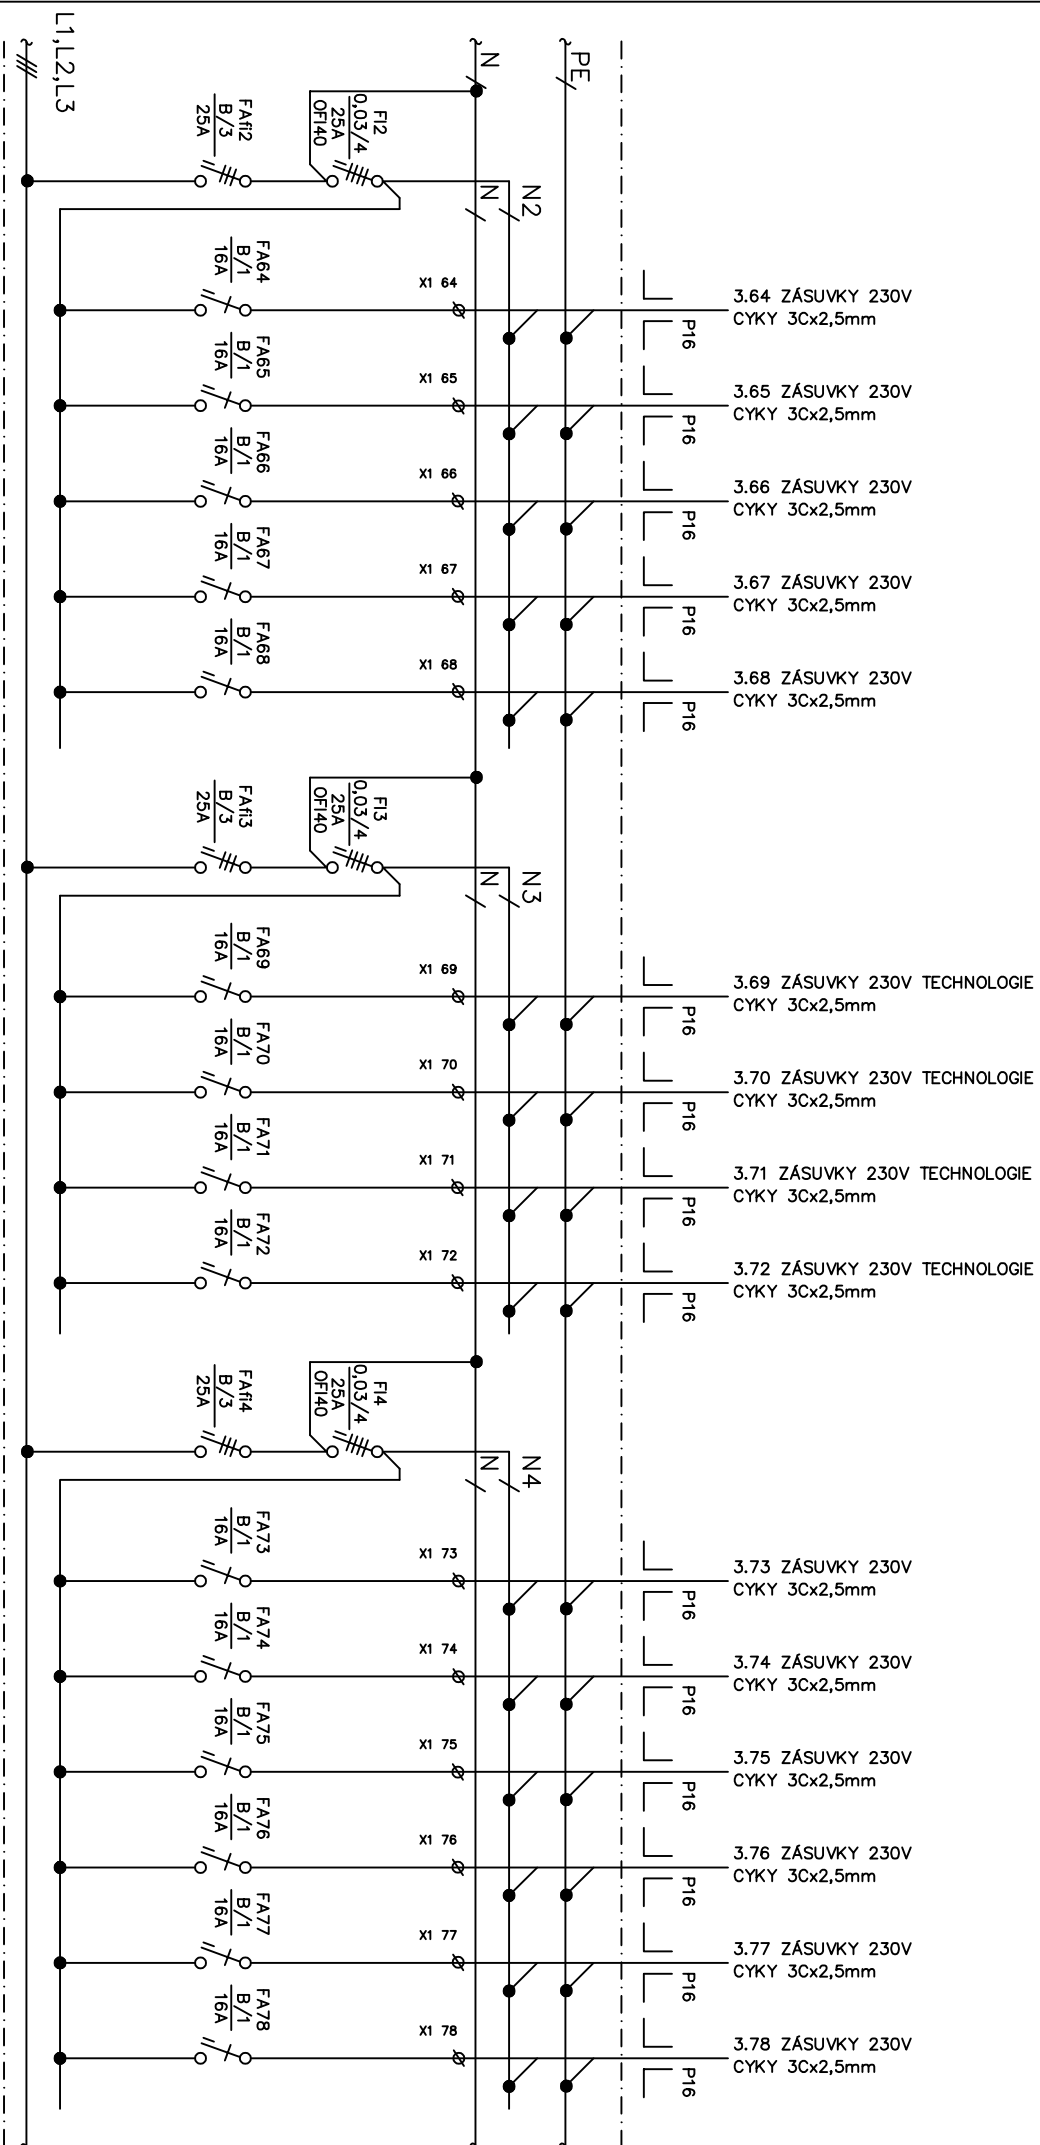 L1,L2,L3
N
PE
FAfi2
B/3
25A
FI2
0,03/4
25A
OFI40
N
N2
FA64
B/1
16A
X1 64
P16
3.64 ZÁSUVKY 230V
CYKY 3Cx2,5mm
FA65
B/1
16A
X1 65
P16
3.65 ZÁSUVKY 230V
CYKY 3Cx2,5mm
FA66
B/1
16A
X1 66
P16
3.66 ZÁSUVKY 230V
CYKY 3Cx2,5mm
FA67
B/1
16A
X1 67
P16
3.67 ZÁSUVKY 230V
CYKY 3Cx2,5mm
FA68
B/1
16A
X1 68
P16
3.68 ZÁSUVKY 230V
CYKY 3Cx2,5mm
FAfi3
B/3
25A
FI3
0,03/4
25A
OFI40
N
N3
FA69
B/1
16A
X1 69
P16
3.69 ZÁSUVKY 230V TECHNOLOGIE
CYKY 3Cx2,5mm
FA70
B/1
16A
X1 70
P16
3.70 ZÁSUVKY 230V TECHNOLOGIE
CYKY 3Cx2,5mm
FA71
B/1
16A
X1 71
P16
3.71 ZÁSUVKY 230V TECHNOLOGIE
CYKY 3Cx2,5mm
FA72
B/1
16A
X1 72
P16
3.72 ZÁSUVKY 230V TECHNOLOGIE
CYKY 3Cx2,5mm
FAfi4
B/3
25A
FI4
0,03/4
25A
OFI40
N
N4
FA73
B/1
16A
X1 73
P16
3.73 ZÁSUVKY 230V
CYKY 3Cx2,5mm
FA74
B/1
16A
X1 74
P16
3.74 ZÁSUVKY 230V
CYKY 3Cx2,5mm
FA75
B/1
16A
X1 75
P16
3.75 ZÁSUVKY 230V
CYKY 3Cx2,5mm
FA76
B/1
16A
X1 76
P16
3.76 ZÁSUVKY 230V
CYKY 3Cx2,5mm
FA77
B/1
16A
X1 77
P16
3.77 ZÁSUVKY 230V
CYKY 3Cx2,5mm
FA78
B/1
16A
X1 78
P16
3.78 ZÁSUVKY 230V
CYKY 3Cx2,5mm